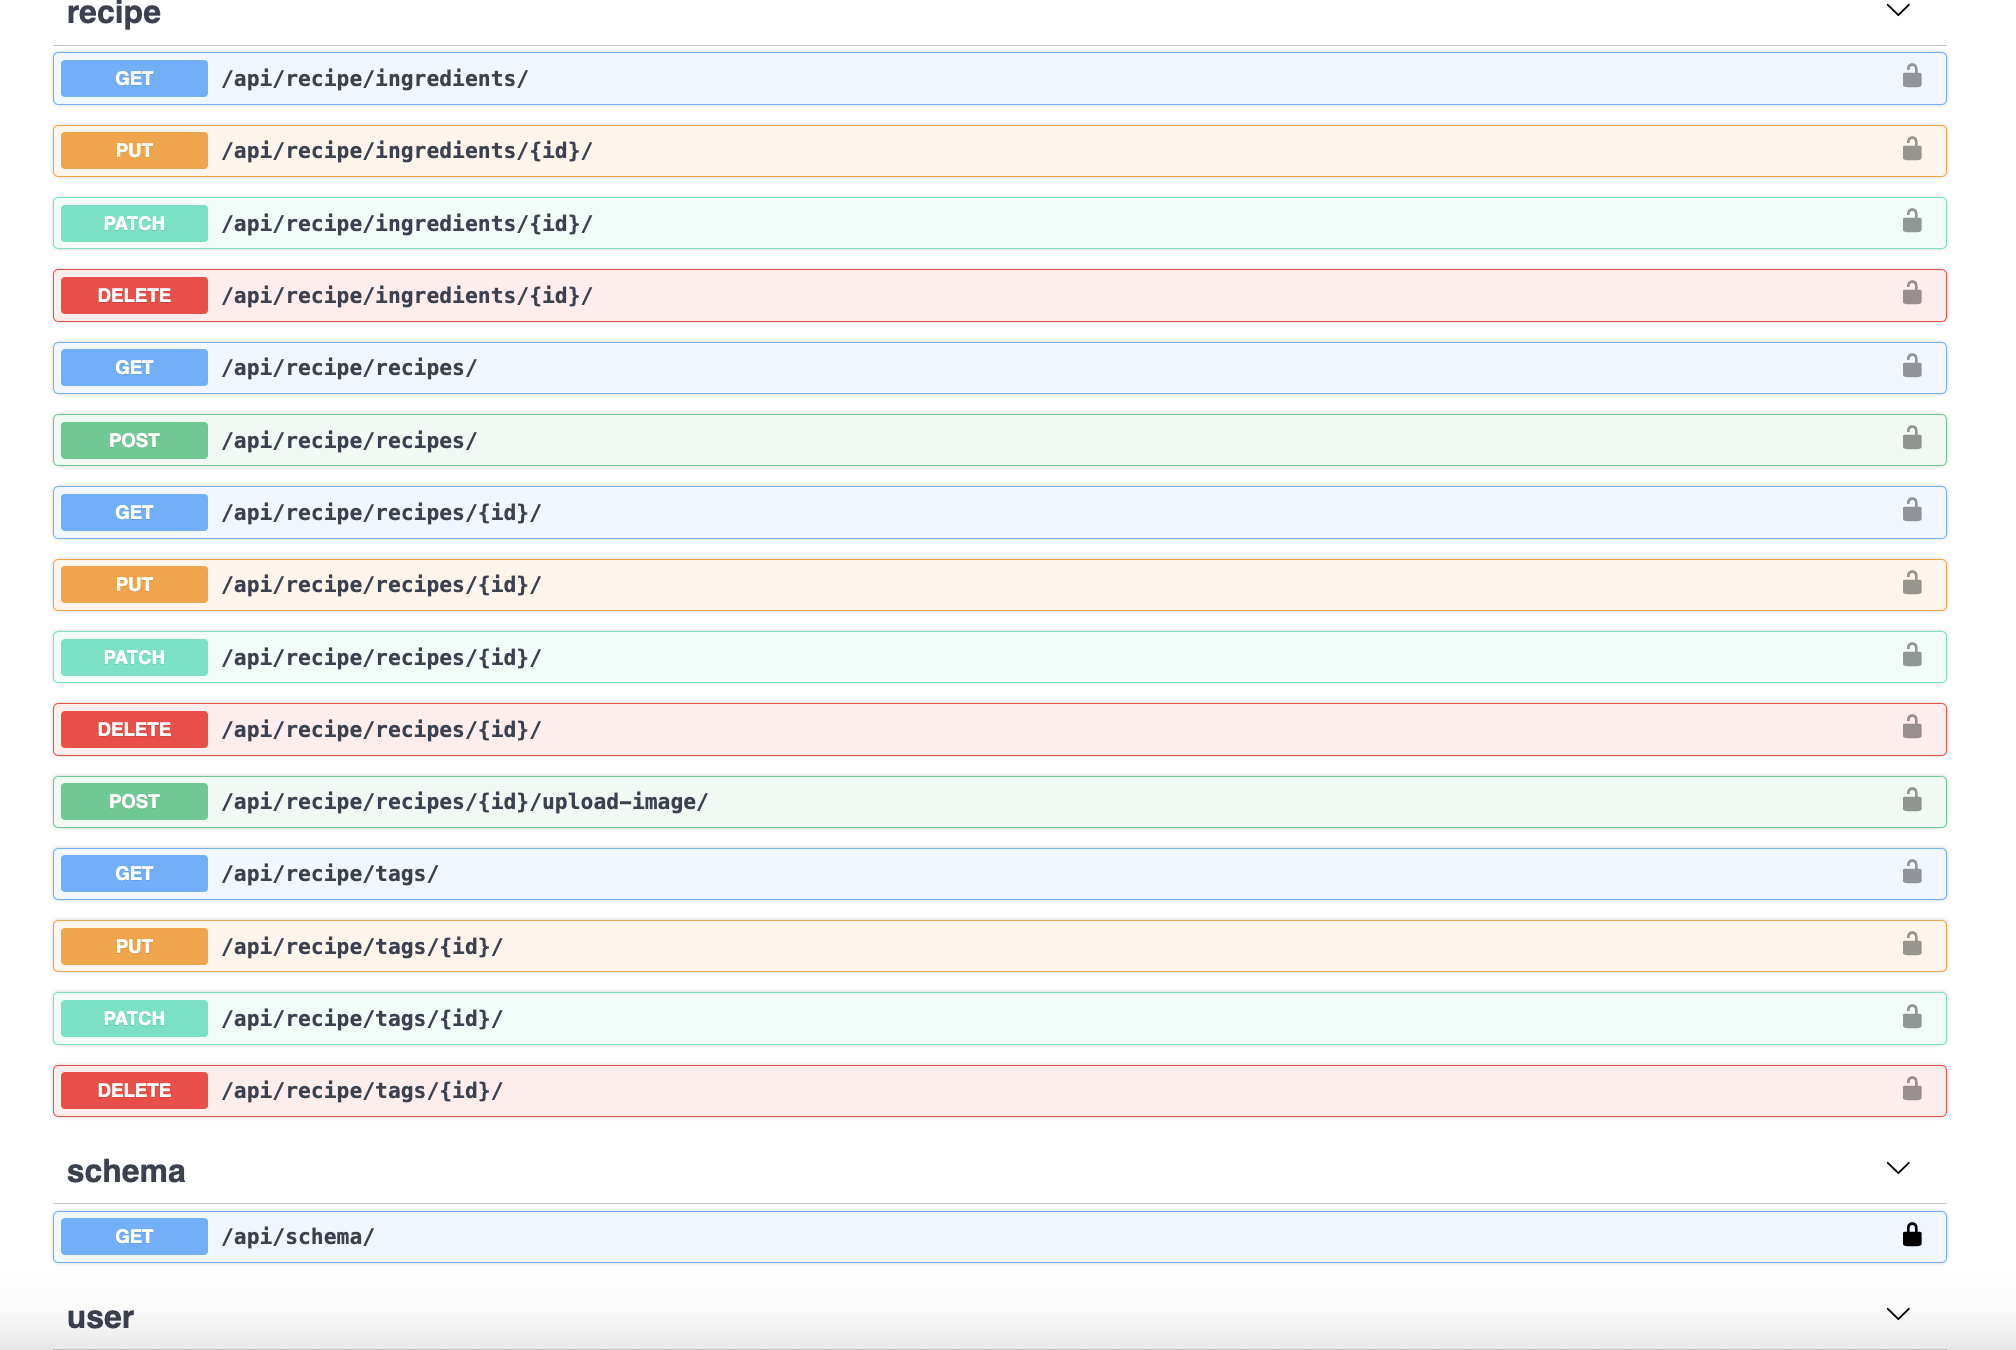 recipe
GET /api/recipe/ingredients/
PUT /api/recipe/ingredients/{id}/
PATCH /api/recipe/ingredients/{id}/
DELETE /api/recipe/ingredients/{id}/
GET /api/recipe/recipes/
POST /api/recipe/recipes/
GET /api/recipe/recipes/{id}/
PUT /api/recipe/recipes/{id}/
PATCH /api/recipe/recipes/{id}/
DELETE /api/recipe/recipes/{id}/
POST /api/recipe/recipes/{id}/upload-image/
GET /api/recipe/tags/
PUT /api/recipe/tags/{id}/
PATCH /api/recipe/tags/{id}/
DELETE /api/recipe/tags/{id}/
schema
GET /api/schema/
user